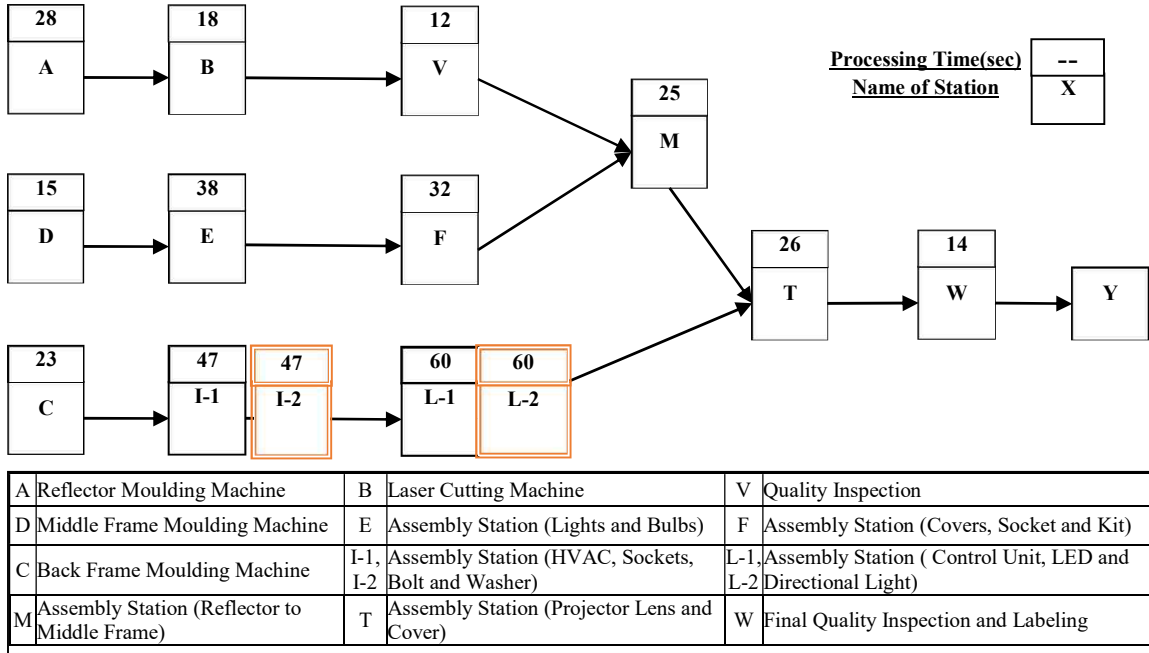 28
A
18
B
12
V
Processing Time(sec)
Name of Station
--
X
25
M
15
D
38
E
32
F
26
T
14
W
Y
23
C
47
I-1
47
I-2
60
L-1
60
L-2
A Reflector Moulding Machine B Laser Cutting Machine V Quality Inspection
D Middle Frame Moulding Machine E Assembly Station (Lights and Bulbs) F Assembly Station (Covers, Socket and Kit)
C Back Frame Moulding Machine
I-1,
I-2
Assembly Station (HVAC, Sockets,
Bolt and Washer)
L-1,
L-2
Assembly Station ( Control Unit, LED and
Directional Light)
M
Assembly Station (Reflector to
Middle Frame)
T
Assembly Station (Projector Lens and
Cover)
W Final Quality Inspection and Labeling